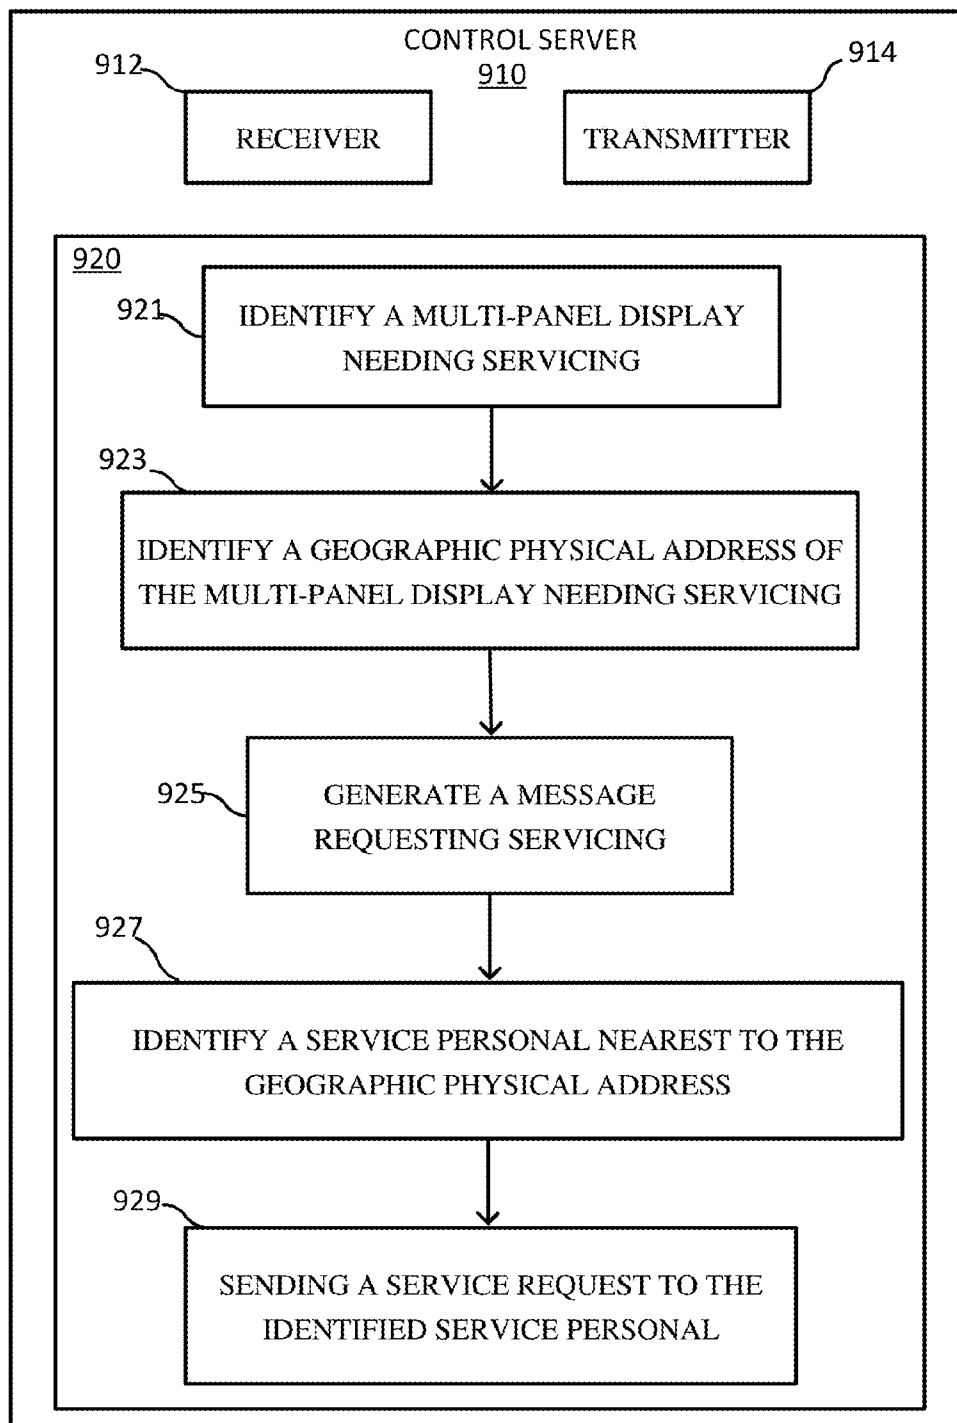 CONTROL SERVER
910
912
914
RECEIVER
TRANSMITTER
920
921
IDENTIFY A MULTI-PANEL DISPLAY
NEEDING SERVICING
923
IDENTIFY A GEOGRAPHIC PHYSICAL ADDRESS OF
THE MULTI-PANEL DISPLAY NEEDING SERVICING
925
GENERATE A MESSAGE
REQUESTING SERVICING
927
IDENTIFY A SERVICE PERSONAL NEAREST TO THE
GEOGRAPHIC PHYSICAL ADDRESS
929
SENDING A SERVICE REQUEST TO THE
IDENTIFIED SERVICE PERSONAL